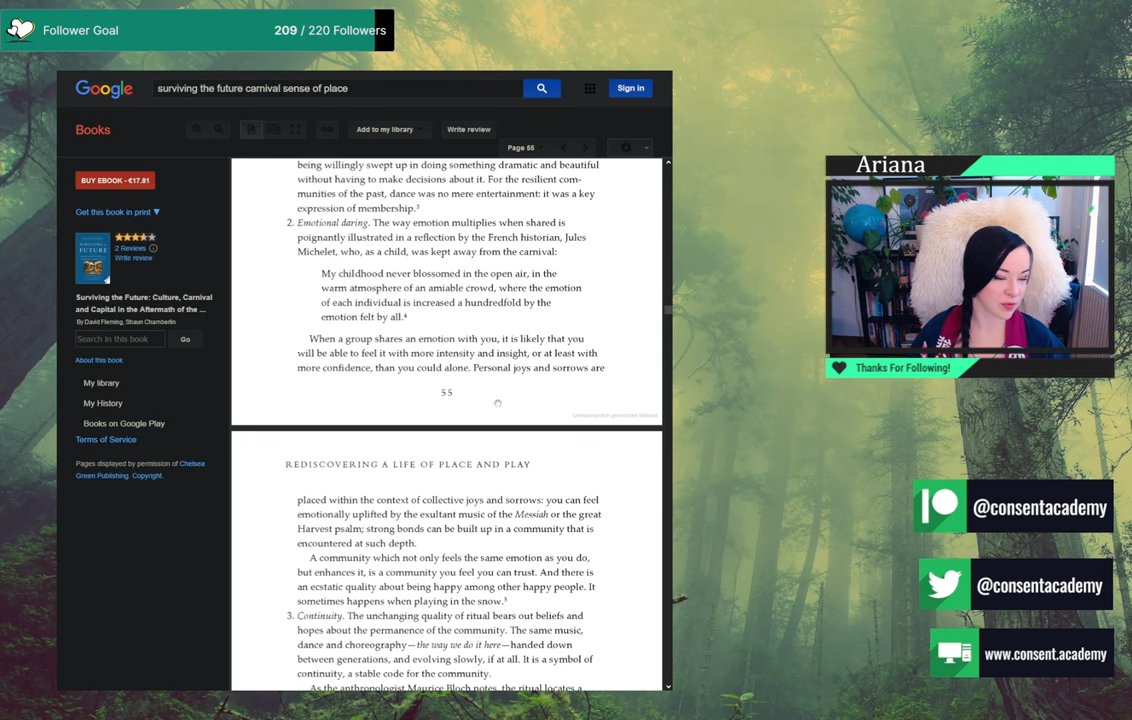 Follower Goal
209 / 220 Followers
Google
surviving the future carnival sense of place
Sign in
Books
Add to my library
Write review
Page 55
BUY EBOOK - €17.81
Get this book in print ▼
2 Reviews
Write review
Surviving the Future: Culture, Carnival
and Capital in the Aftermath of the ...
By David Fleming, Shaun Chamberlin
Search in this book
Go
About this book
My library
My History
Books on Google Play
Terms of Service
Pages displayed by permission of Chelsea
Green Publishing. Copyright.
being willingly swept up in doing something dramatic and beautiful
without having to make decisions about it. For the resilient com-
munities of the past, dance was no mere entertainment: it was a key
expression of membership.³
2. Emotional daring. The way emotion multiplies when shared is
poignantly illustrated in a reflection by the French historian, Jules
Michelet, who, as a child, was kept away from the carnival:
My childhood never blossomed in the open air, in the
warm atmosphere of an amiable crowd, where the emotion
of each individual is increased a hundredfold by the
emotion felt by all.⁴
When a group shares an emotion with you, it is likely that you
will be able to feel it with more intensity and insight, or at least with
more confidence, than you could alone. Personal joys and sorrows are
55
REDISCOVERING A LIFE OF PLACE AND PLAY
placed within the context of collective joys and sorrows: you can feel
emotionally uplifted by the exultant music of the Messiah or the great
Harvest psalm; strong bonds can be built up in a community that is
encountered at such depth.
A community which not only feels the same emotion as you do,
but enhances it, is a community you feel you can trust. And there is
an ecstatic quality about being happy among other happy people. It
sometimes happens when playing in the snow.⁵
3. Continuity. The unchanging quality of ritual bears out beliefs and
hopes about the permanence of the community. The same music,
dance and choreography—the way we do it here—handed down
between generations, and evolving slowly, if at all. It is a symbol of
continuity, a stable code for the community.
As the anthropologist Maurice Bloch notes, the ritual locates a
Ariana
Thanks For Following!
@consentacademy
@consentacademy
www.consent.academy